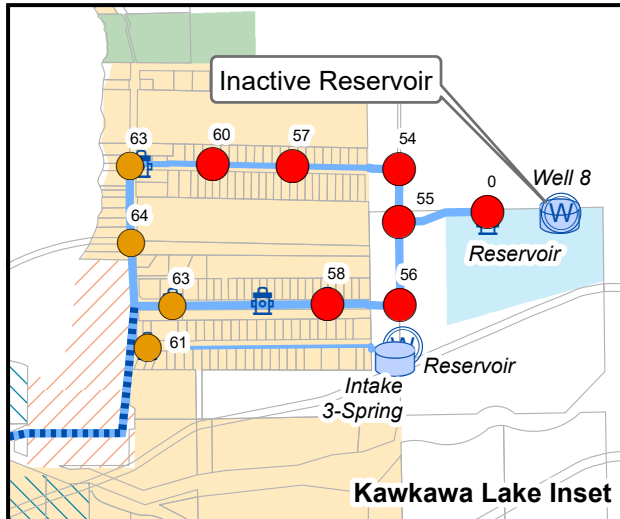 Inactive Reservoir
63
60
57
54
Well 8
0
55
64
Reservoir
63
58
56
61
Reservoir
Intake
3-Spring
W
W
Kawkawa Lake Inset